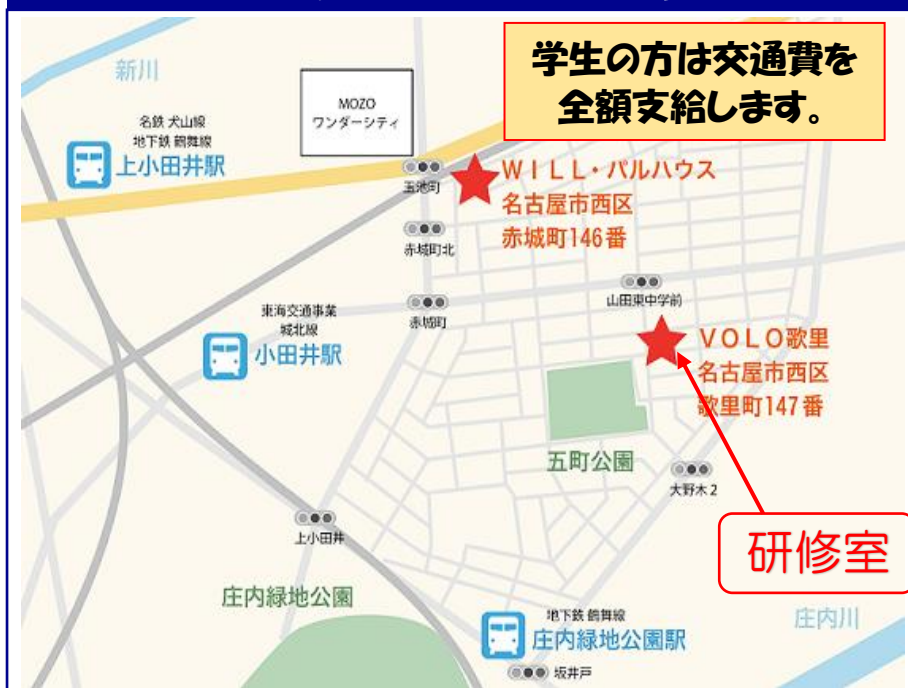 学生の方は交通費を
全額支給します。
新川
MOZO
ワンダーシティ
名鉄 犬山線
地下鉄 鶴舞線
上小田井駅
玉池町
WILL・パルハウス
名古屋市西区
赤城町146番
赤城町北
山田東中学前
赤城町
東海交通事業
城北線
小田井駅
VOLO歌里
名古屋市西区
歌里町147番
五町公園
大野木2
上小田井
研修室
庄内緑地公園
地下鉄 鶴舞線
庄内緑地公園駅
庄内川
坂井戸